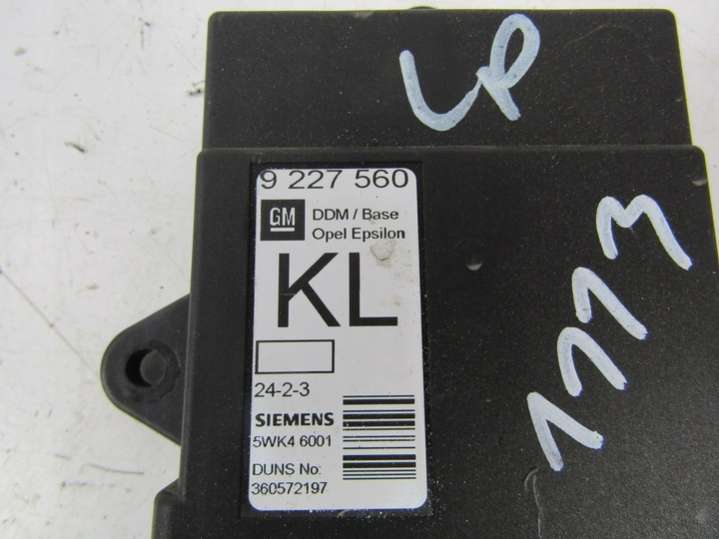 LP
9 227 560
GM DDM / Base
Opel Epsilon
KL
24-2-3
SIEMENS
5WK4 6001
DUNS No:
360572197
1113